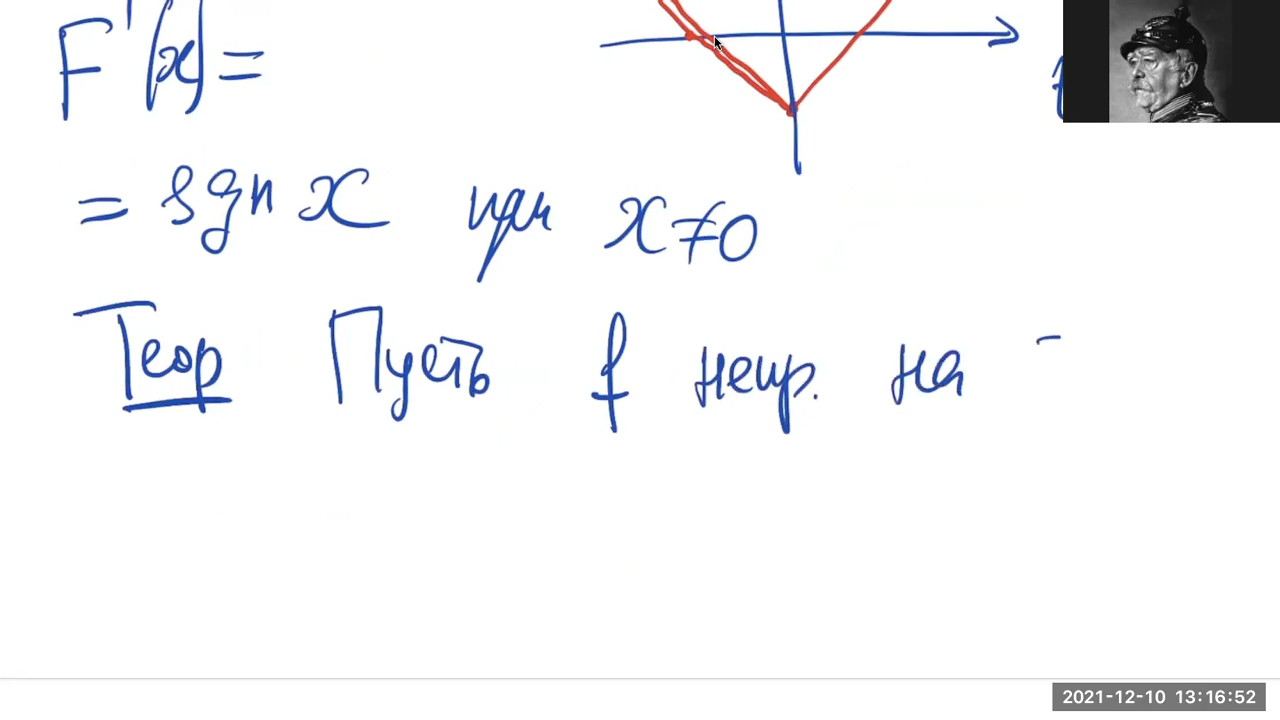 F'(x) =
= sgn x при x ≠ 0
Теор Пусть f непр. на
2021-12-10 13:16:52